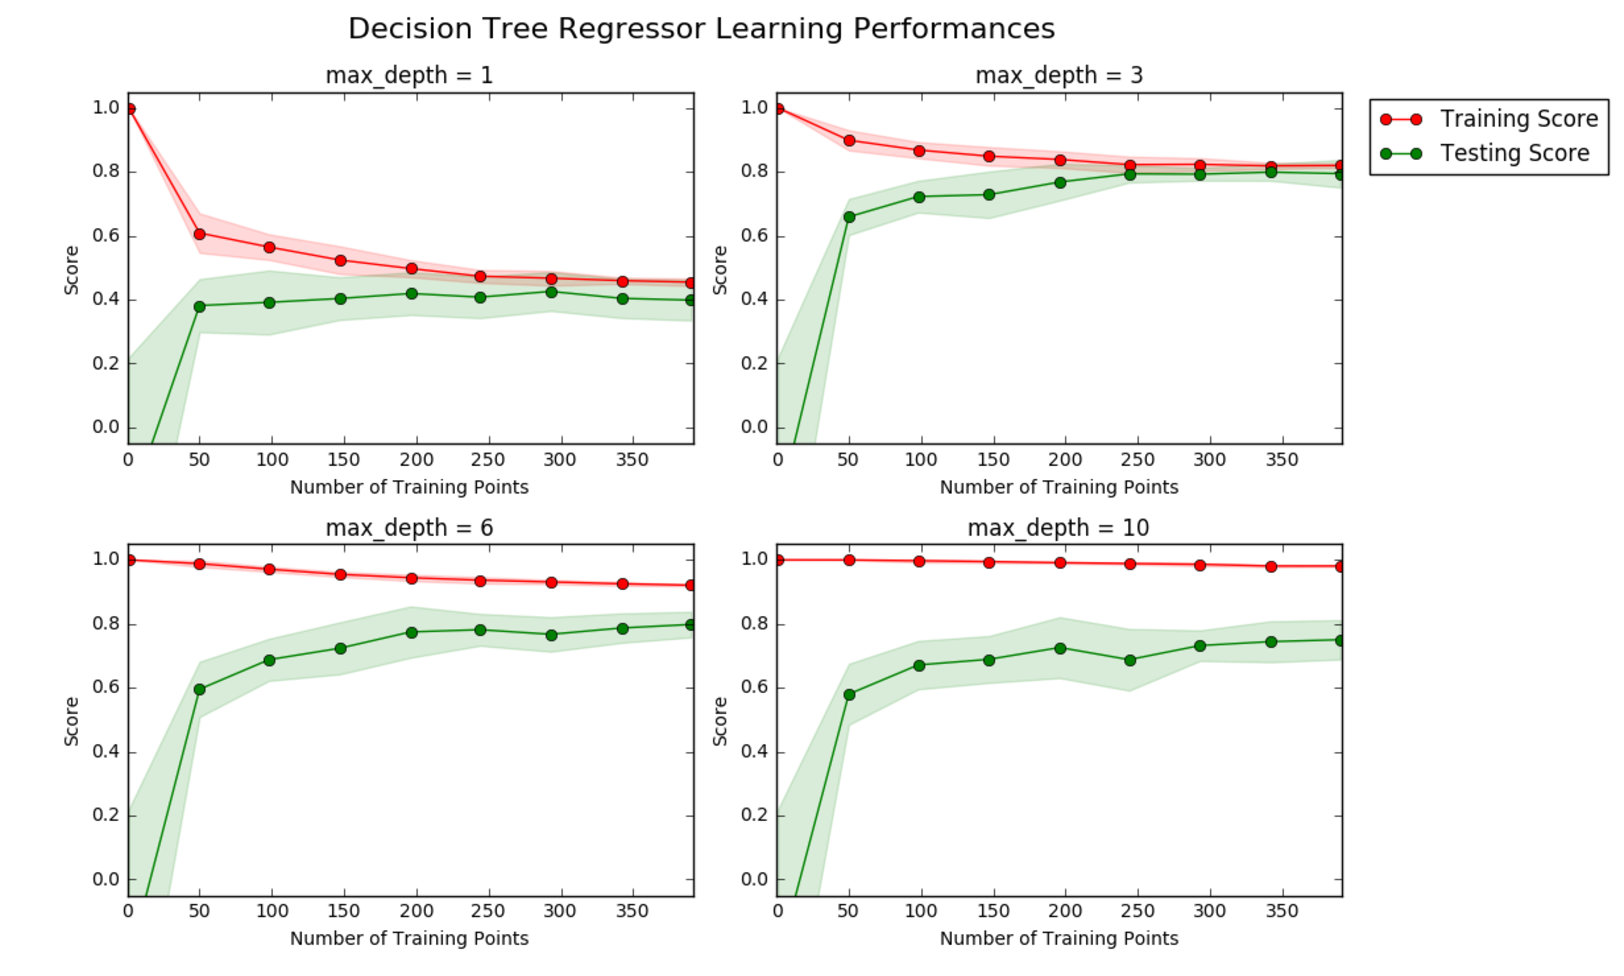 Decision Tree Regressor Learning Performances
max_depth = 1
1.0
0.8
0.6
0.4
0.2
0.0
Score
0 50 100 150 200 250 300 350
Number of Training Points
max_depth = 3
1.0
0.8
0.6
0.4
0.2
0.0
Score
0 50 100 150 200 250 300 350
Number of Training Points
Training Score
Testing Score
max_depth = 6
1.0
0.8
0.6
0.4
0.2
0.0
Score
0 50 100 150 200 250 300 350
Number of Training Points
max_depth = 10
1.0
0.8
0.6
0.4
0.2
0.0
Score
0 50 100 150 200 250 300 350
Number of Training Points